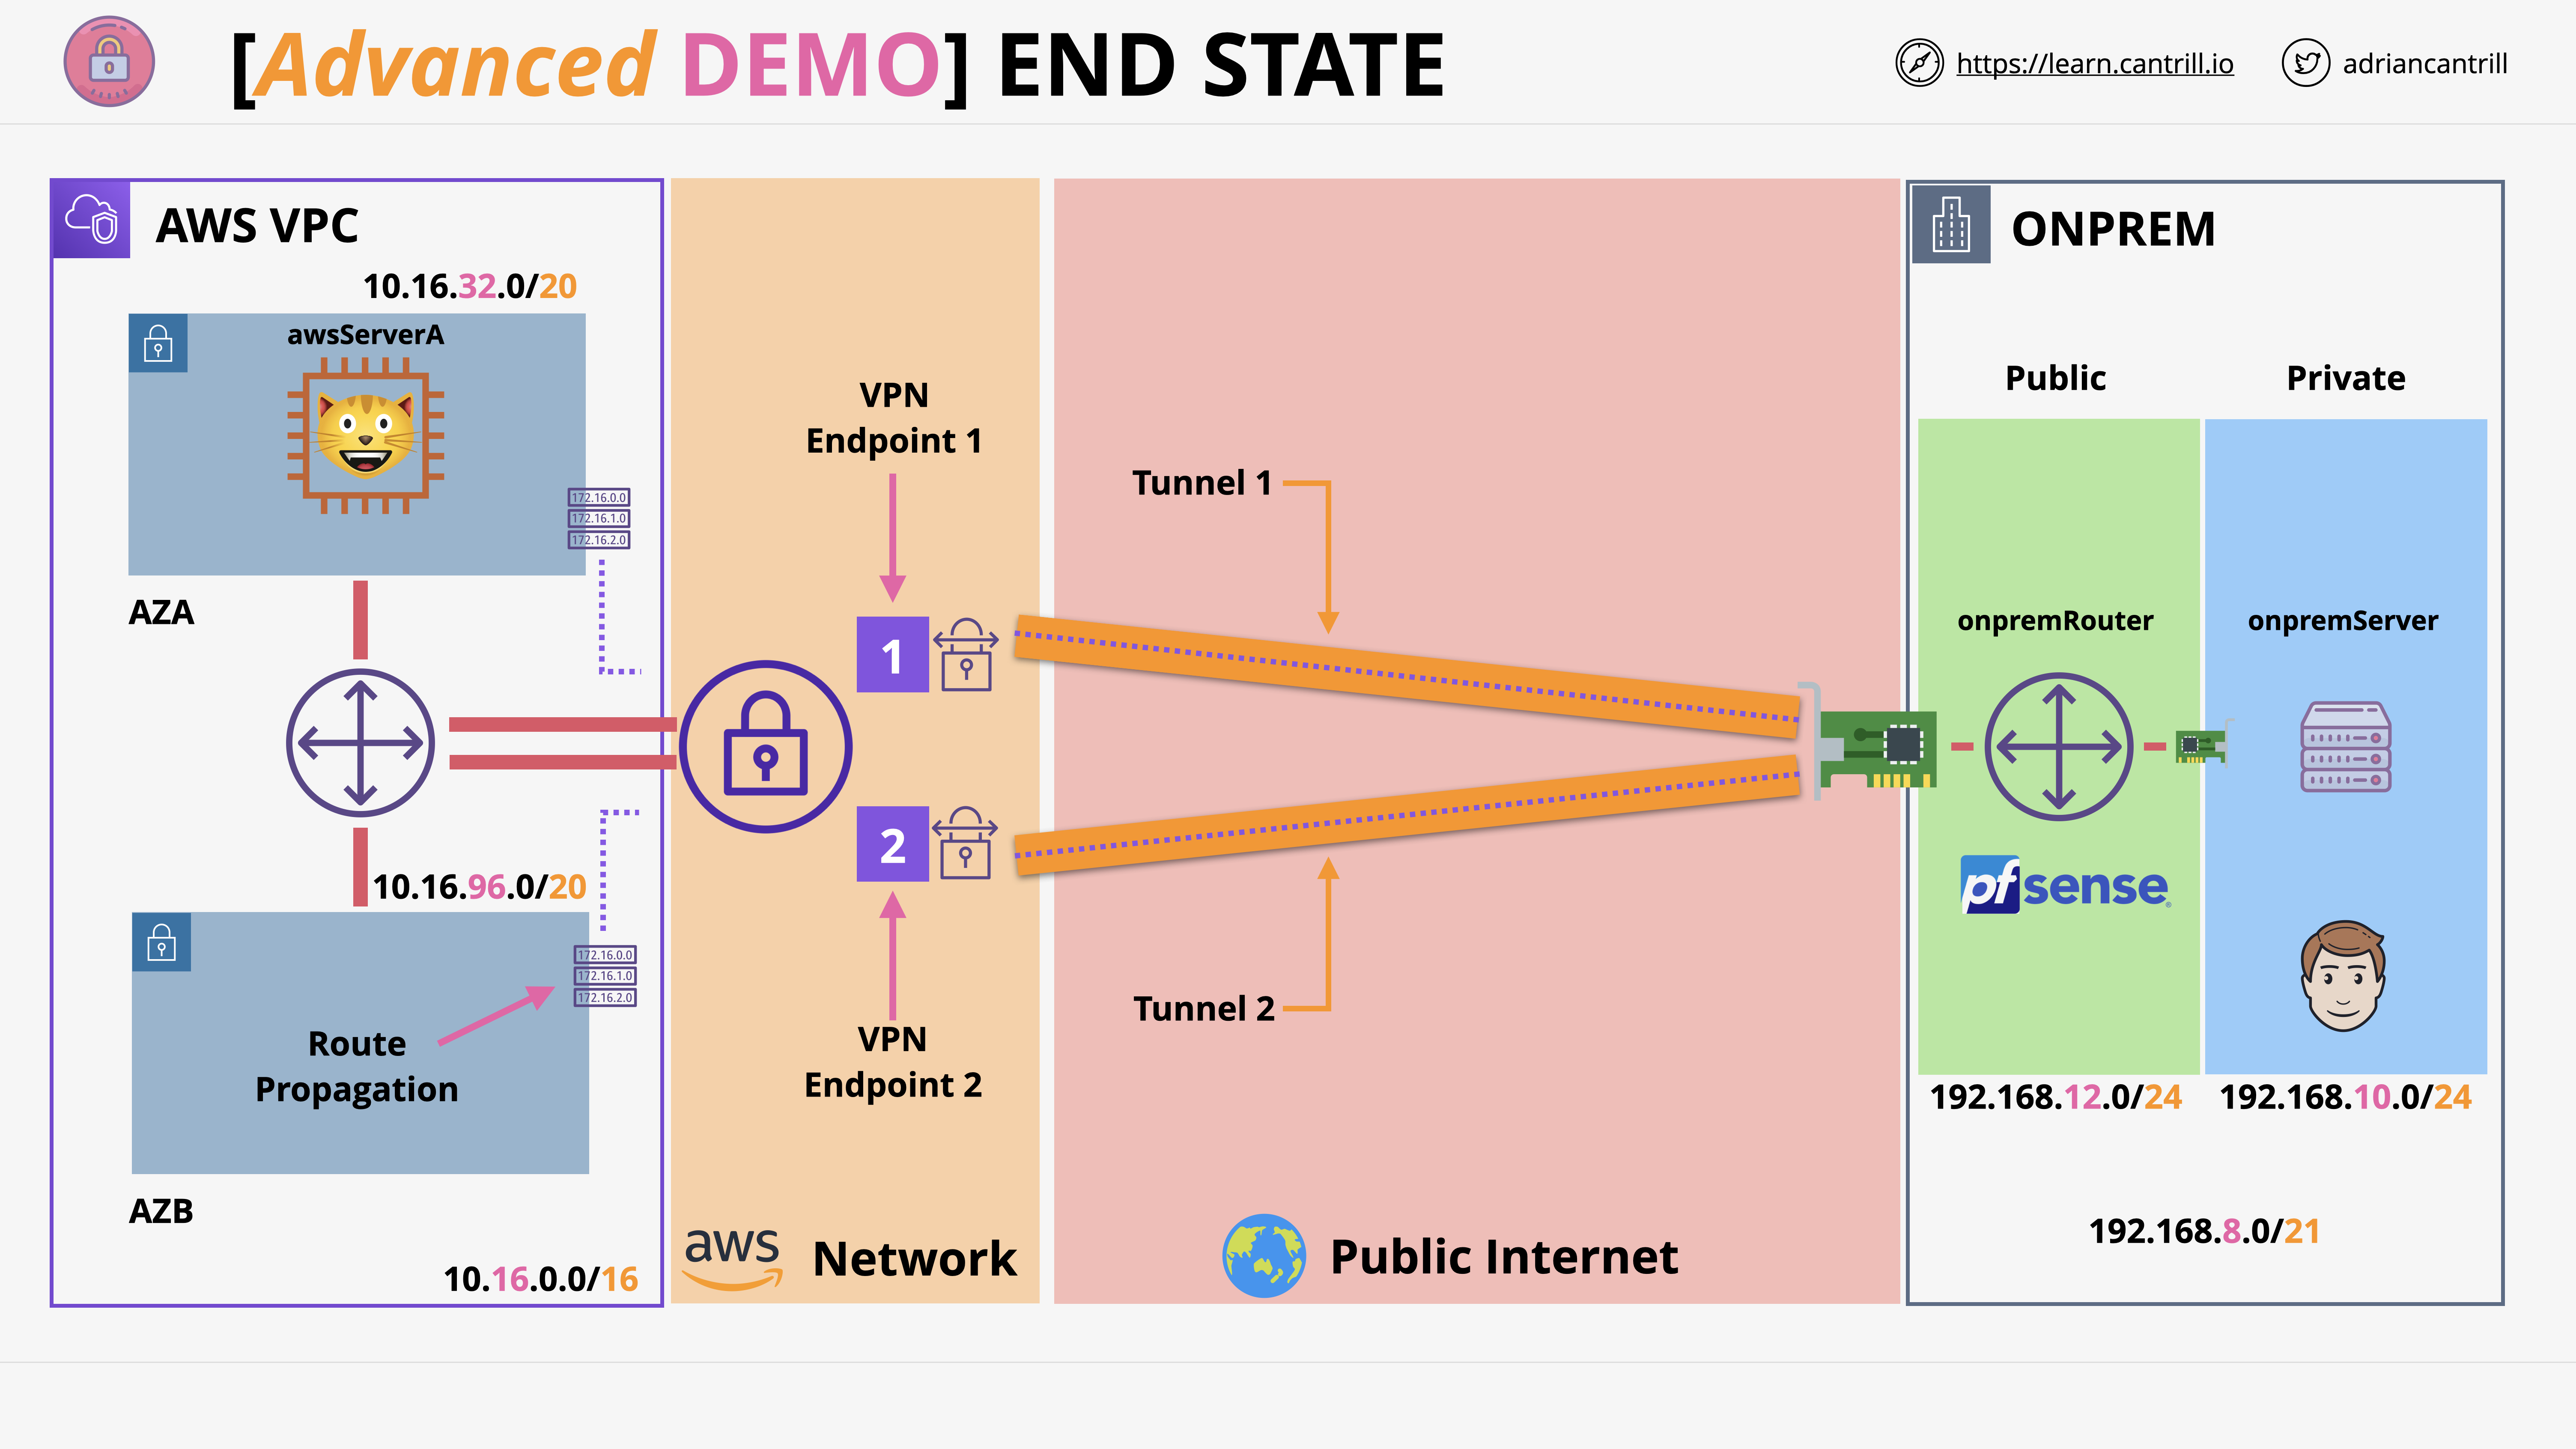 [Advanced DEMO] END STATE
https://learn.cantrill.io
adriancantrill
AWS VPC
10.16.32.0/20
awsServerA
172.16.0.0
172.16.1.0
172.16.2.0
AZA
10.16.96.0/20
172.16.0.0
172.16.1.0
172.16.2.0
Route
Propagation
AZB
10.16.0.0/16
VPN
Endpoint 1
1
2
VPN
Endpoint 2
aws
Network
Tunnel 1
Tunnel 2
Public Internet
ONPREM
Public
Private
onpremRouter
onpremServer
pfsense
192.168.12.0/24
192.168.10.0/24
192.168.8.0/21